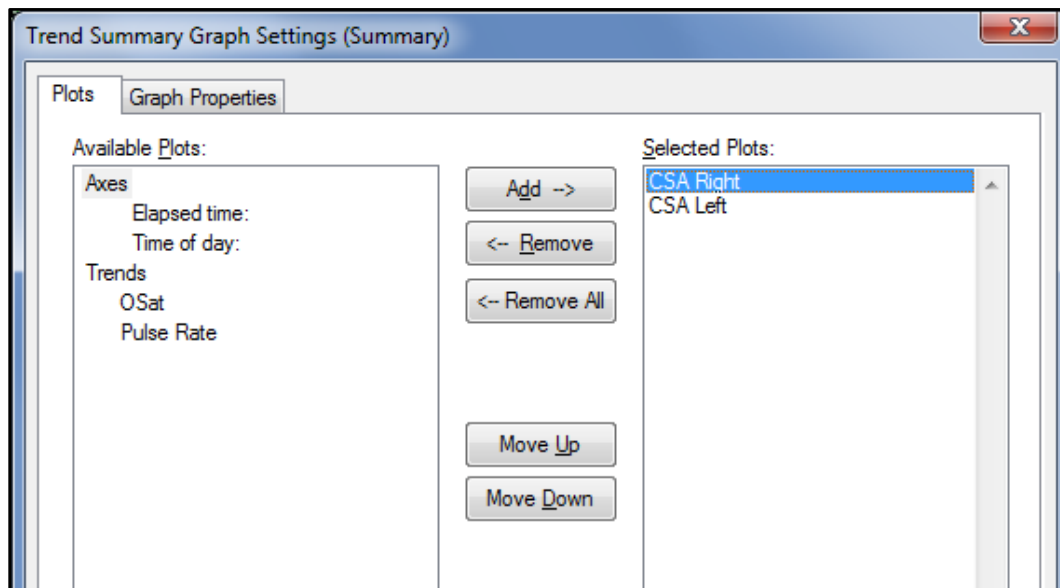 Trend Summary Graph Settings (Summary)
X
Plots
Graph Properties
Available Plots:
Axes
Elapsed time:
Time of day:
Trends
OSat
Pulse Rate
Add -->
<-- Remove
<-- Remove All
Move Up
Move Down
Selected Plots:
CSA Right
CSA Left